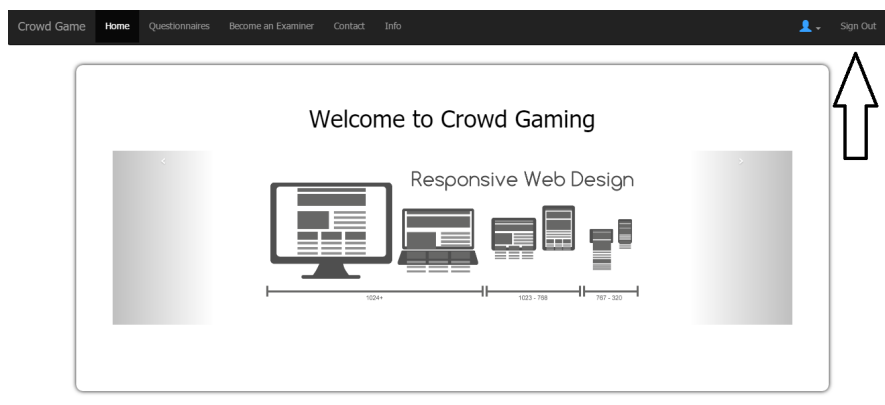 Crowd Game Home Questionnaires Become an Examiner Contact Info Sign Out
Welcome to Crowd Gaming
Responsive Web Design
1024+ 1023 - 768 767 - 320